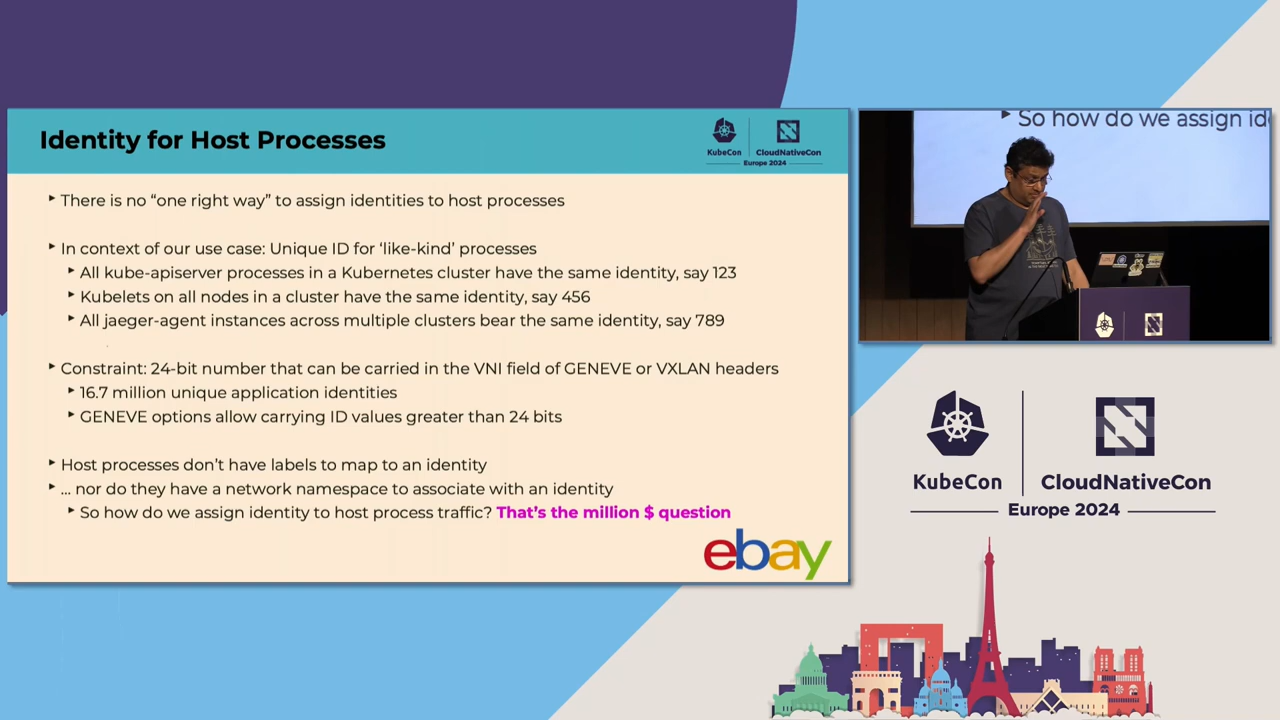 Identity for Host Processes
KubeCon
CloudNativeCon
Europe 2024
There is no “one right way” to assign identities to host processes
In context of our use case: Unique ID for ‘like-kind’ processes
All kube-apiserver processes in a Kubernetes cluster have the same identity, say 123
Kubelets on all nodes in a cluster have the same identity, say 456
All jaeger-agent instances across multiple clusters bear the same identity, say 789
Constraint: 24-bit number that can be carried in the VNI field of GENEVE or VXLAN headers
16.7 million unique application identities
GENEVE options allow carrying ID values greater than 24 bits
Host processes don’t have labels to map to an identity
... nor do they have a network namespace to associate with an identity
So how do we assign identity to host process traffic? That’s the million $ question
ebay
So how do we assign ide
KubeCon
CloudNativeCon
Europe 2024